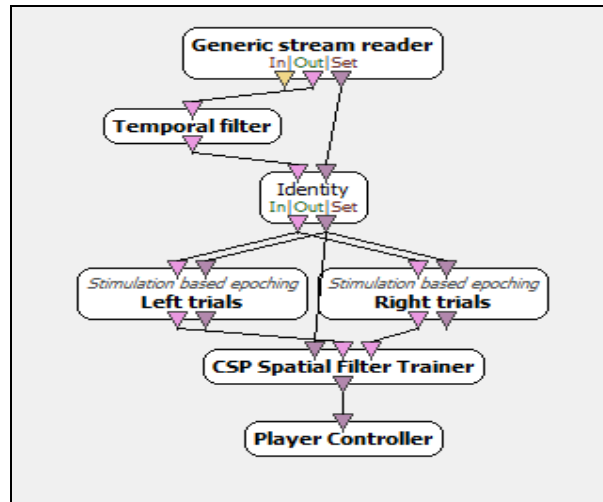 Generic stream reader
In|Out|Set
Temporal filter
Identity
In|Out|Set
Stimulation based epoching
Left trials
Stimulation based epoching
Right trials
CSP Spatial Filter Trainer
Player Controller